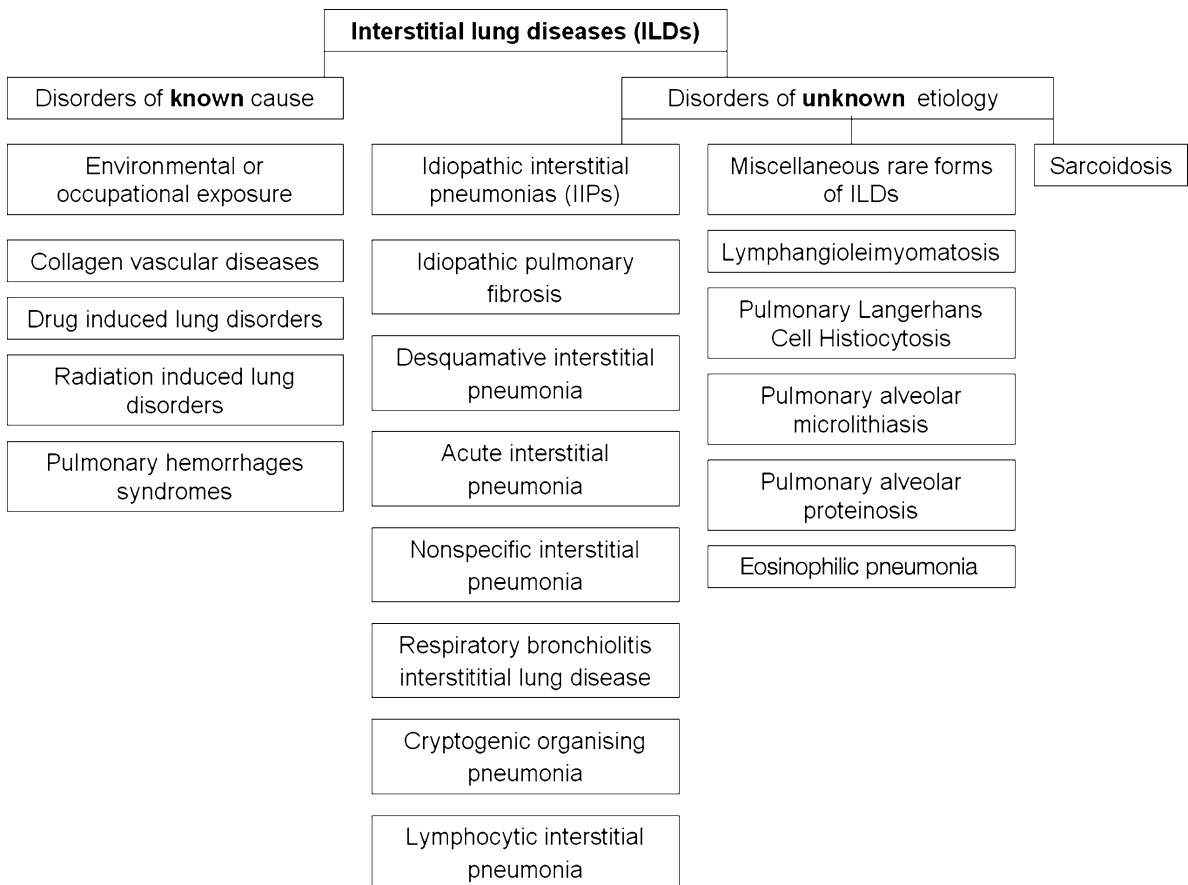 Interstitial lung diseases (ILDs)
Disorders of known cause
Disorders of unknown etiology
Environmental or
occupational exposure
Collagen vascular diseases
Drug induced lung disorders
Radiation induced lung
disorders
Pulmonary hemorrhages
syndromes
Idiopathic interstitial
pneumonias (IIPs)
Idiopathic pulmonary
fibrosis
Desquamative interstitial
pneumonia
Acute interstitial
pneumonia
Nonspecific interstitial
pneumonia
Respiratory bronchiolitis
interstititial lung disease
Cryptogenic organising
pneumonia
Lymphocytic interstitial
pneumonia
Miscellaneous rare forms
of ILDs
Lymphangioleimyomatosis
Pulmonary Langerhans
Cell Histiocytosis
Pulmonary alveolar
microlithiasis
Pulmonary alveolar
proteinosis
Eosinophilic pneumonia
Sarcoidosis